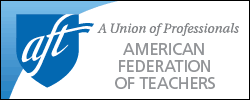 aft
A Union of Professionals
AMERICAN
FEDERATION
OF TEACHERS